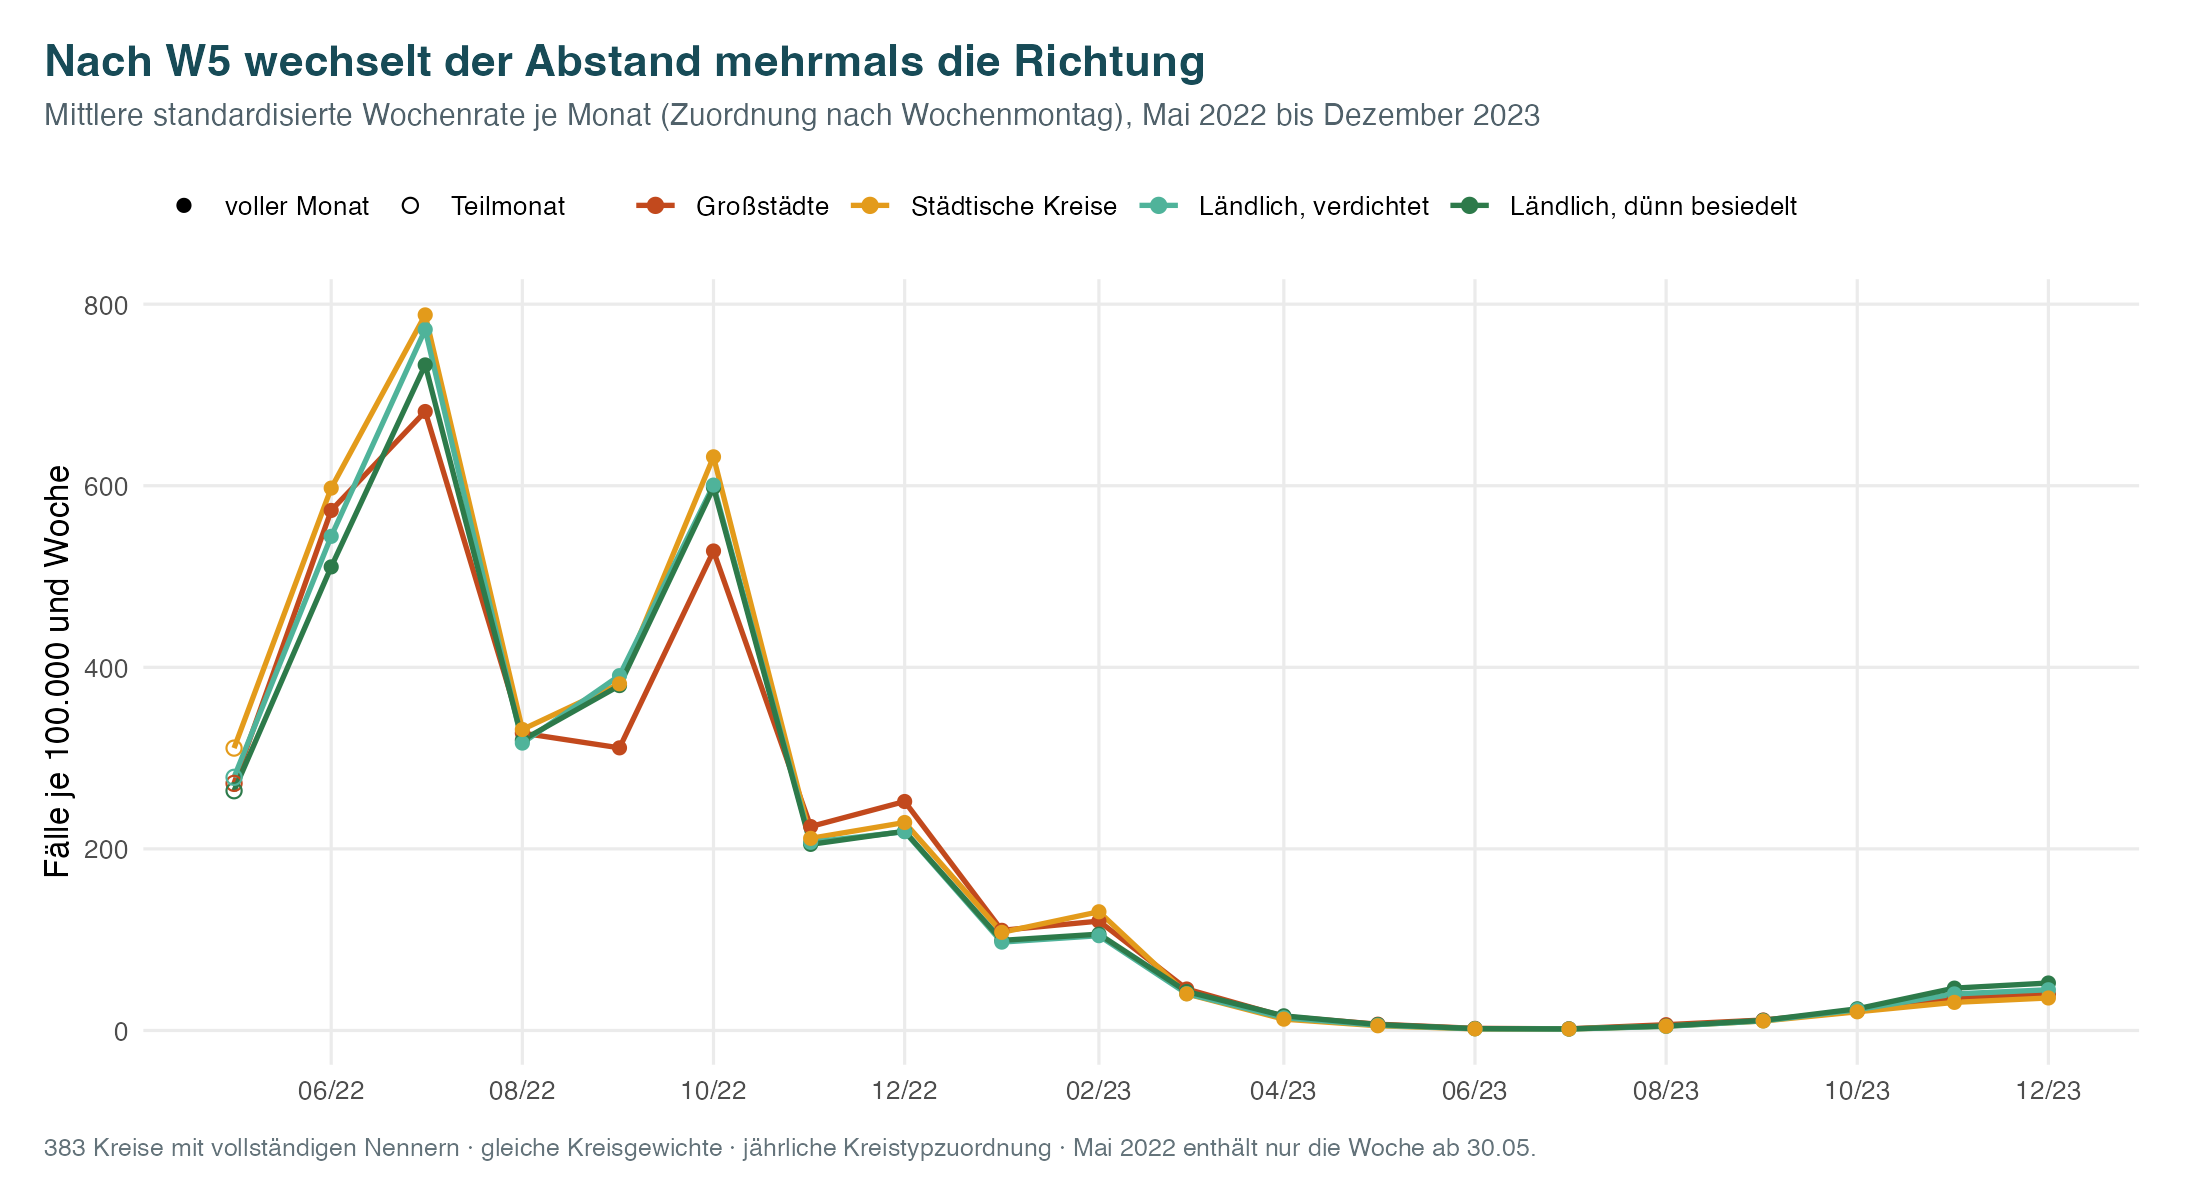 Nach W5 wechselt der Abstand mehrmals die Richtung
Mittlere standardisierte Wochenrate je Monat (Zuordnung nach Wochenmontag), Mai 2022 bis Dezember 2023
voller Monat Teilmonat Großstädte Städtische Kreise Ländlich, verdichtet Ländlich, dünn besiedelt
Fälle je 100.000 und Woche
800
600
400
200
0
06/22 08/22 10/22 12/22 02/23 04/23 06/23 08/23 10/23 12/23
383 Kreise mit vollständigen Nennern · gleiche Kreisgewichte · jährliche Kreistypzuordnung · Mai 2022 enthält nur die Woche ab 30.05.